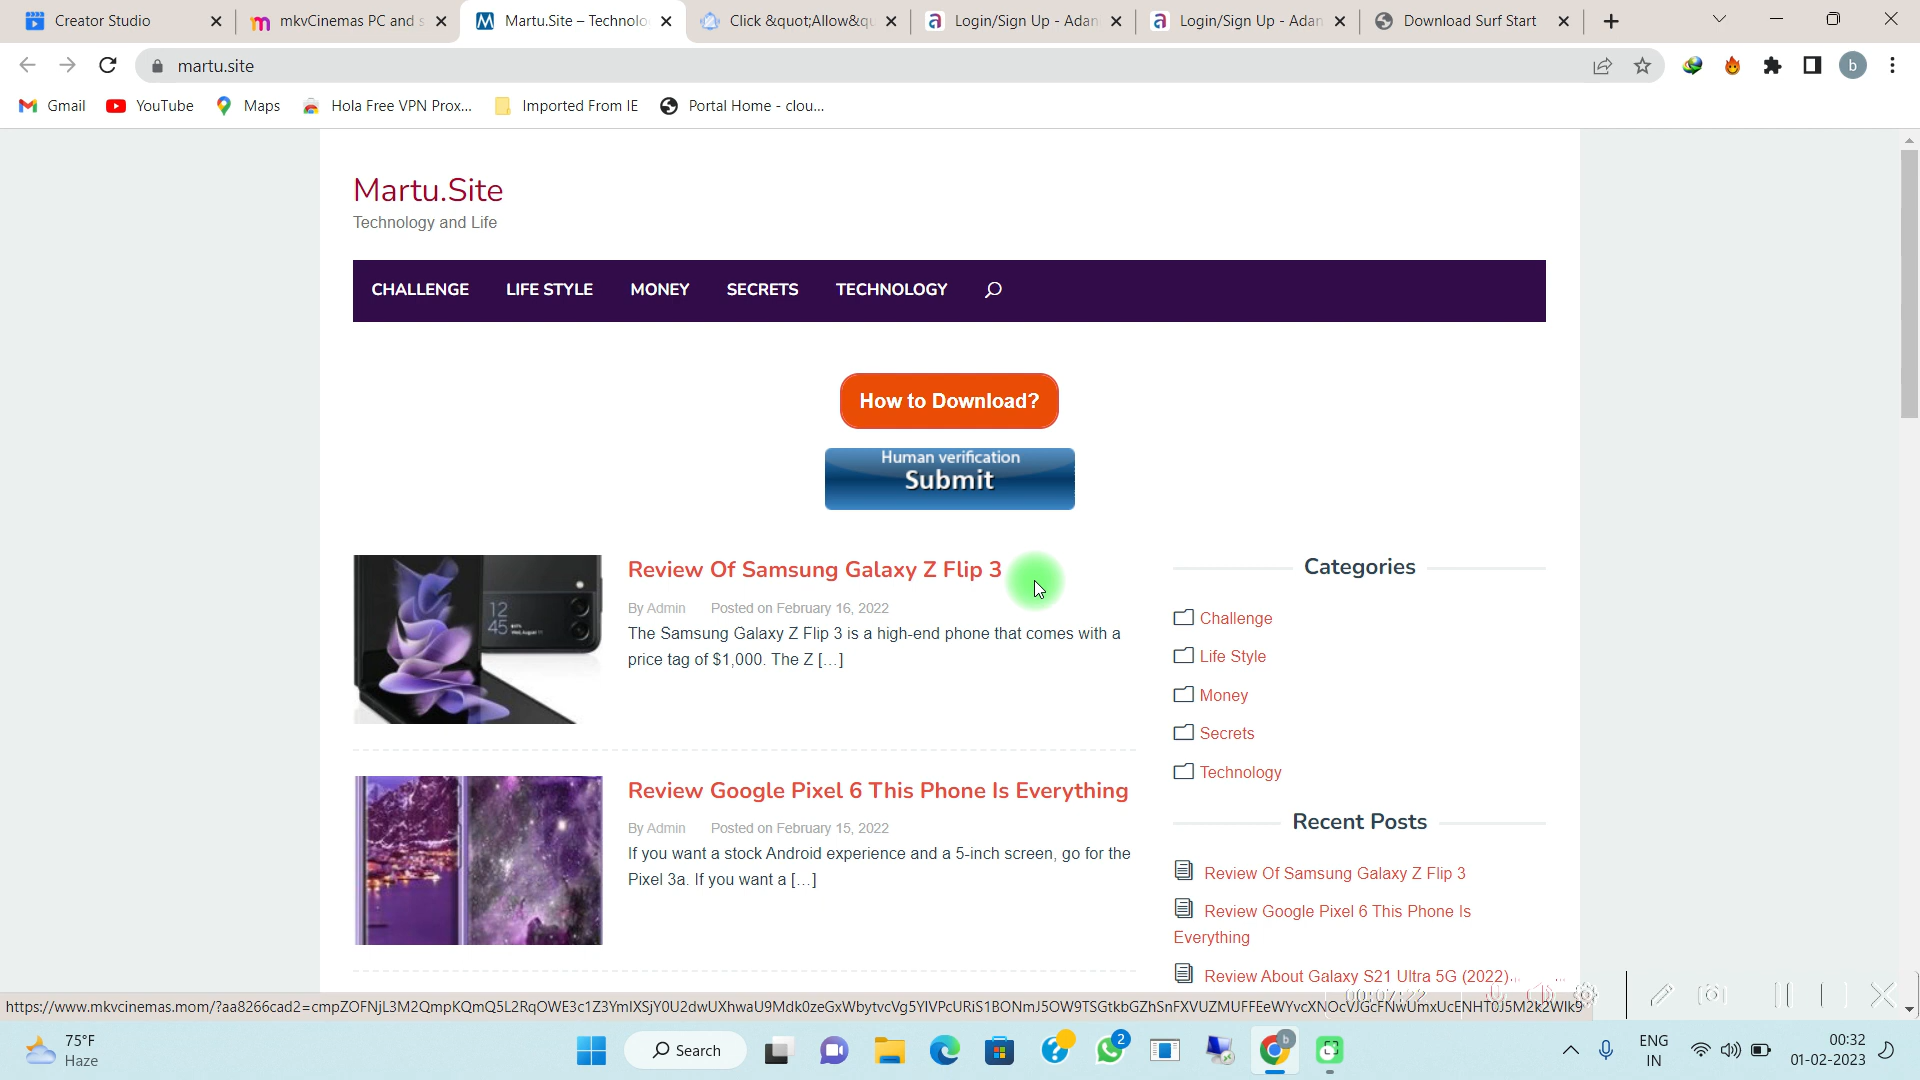 Creator Studio
mkvCinemas PC and s
Martu.Site – Technolo
Click &quot;Allow&qu
Login/Sign Up - Adan
Login/Sign Up - Adan
Download Surf Start
martu.site
b
Gmail
YouTube
Maps
Hola Free VPN Prox...
Imported From IE
Portal Home - clou...
Martu.Site
Technology and Life
CHALLENGE
LIFE STYLE
MONEY
SECRETS
TECHNOLOGY
How to Download?
Human verification
Submit
12
45
Review Of Samsung Galaxy Z Flip 3
By Admin Posted on February 16, 2022
The Samsung Galaxy Z Flip 3 is a high-end phone that comes with a
price tag of $1,000. The Z […]
Review Google Pixel 6 This Phone Is Everything
By Admin Posted on February 15, 2022
If you want a stock Android experience and a 5-inch screen, go for the
Pixel 3a. If you want a […]
Categories
Challenge
Life Style
Money
Secrets
Technology
Recent Posts
Review Of Samsung Galaxy Z Flip 3
Review Google Pixel 6 This Phone Is
Everything
Review About Galaxy S21 Ultra 5G (2022)
00:07:22
75°F
Haze
Search
2
b
ENG
IN
00:32
01-02-2023